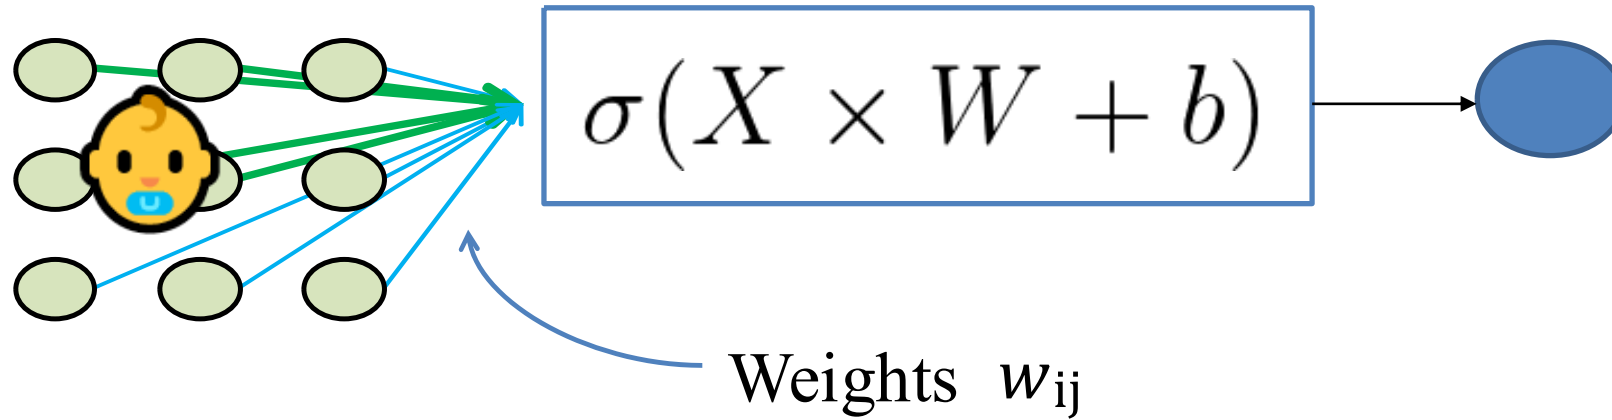 σ(X × W + b)
Weights w_ij